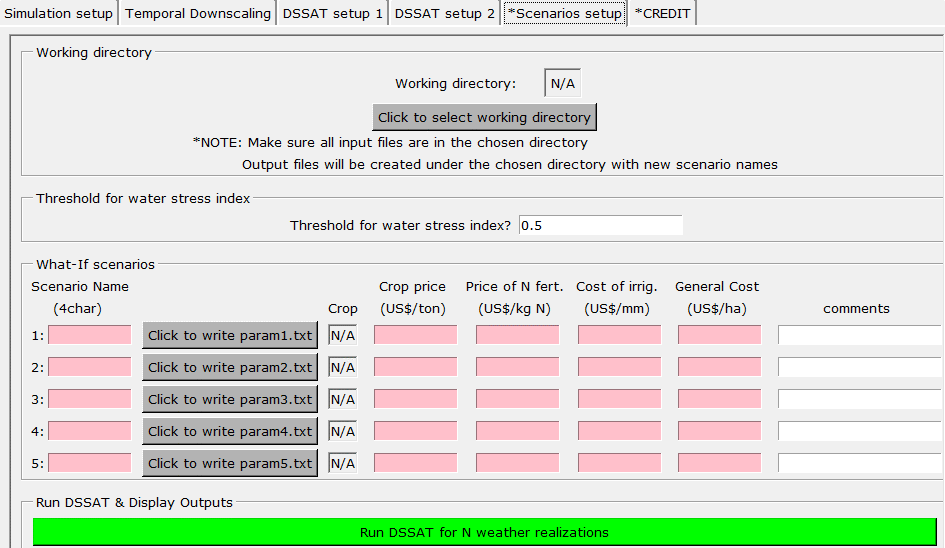 Simulation setup Temporal Downscaling DSSAT setup 1 DSSAT setup 2 *Scenarios setup *CREDIT
Working directory
Working directory: N/A
Click to select working directory
*NOTE: Make sure all input files are in the chosen directory
Output files will be created under the chosen directory with new scenario names
Threshold for water stress index
Threshold for water stress index? 0.5
What-If scenarios
Scenario Name Crop price Price of N fert. Cost of irrig. General Cost
(4char) Crop (US$/ton) (US$/kg N) (US$/mm) (US$/ha) comments
1: Click to write param1.txt N/A
2: Click to write param2.txt N/A
3: Click to write param3.txt N/A
4: Click to write param4.txt N/A
5: Click to write param5.txt N/A
Run DSSAT & Display Outputs
Run DSSAT for N weather realizations